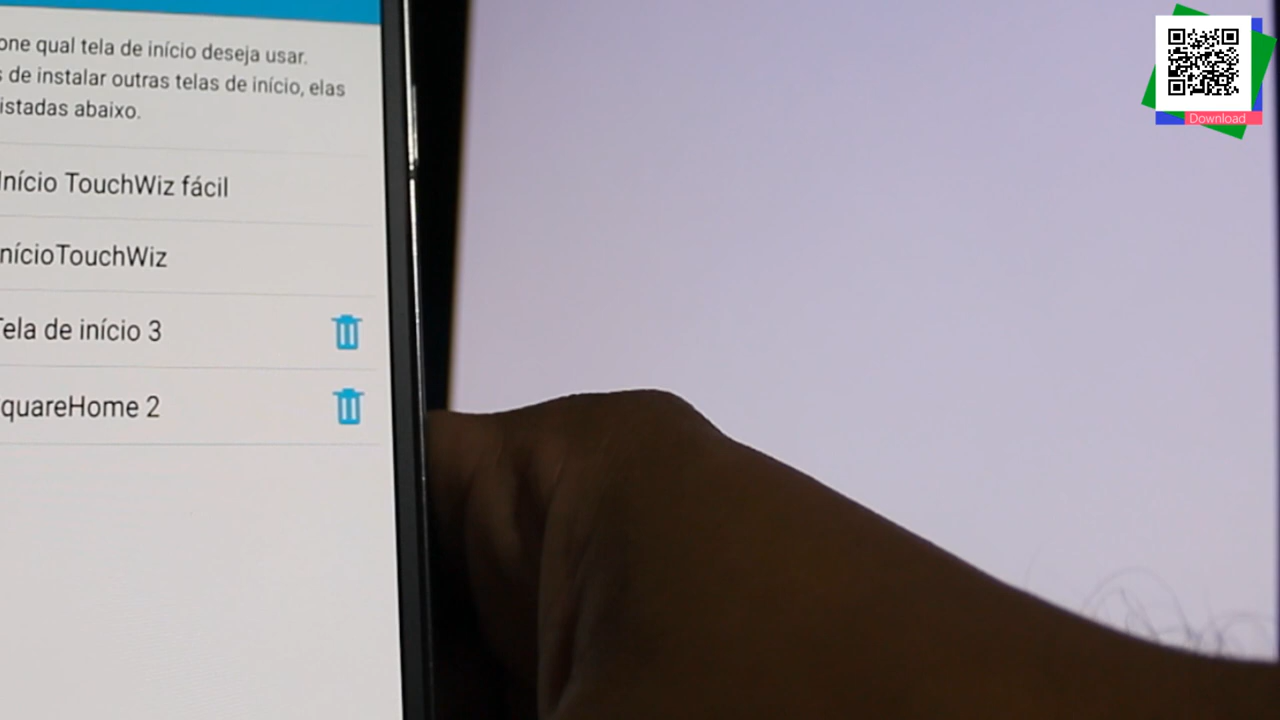 one qual tela de início deseja usar.
s de instalar outras telas de início, elas
istadas abaixo.
Início TouchWiz fácil
nícioTouchWiz
Tela de início 3
quareHome 2
Download